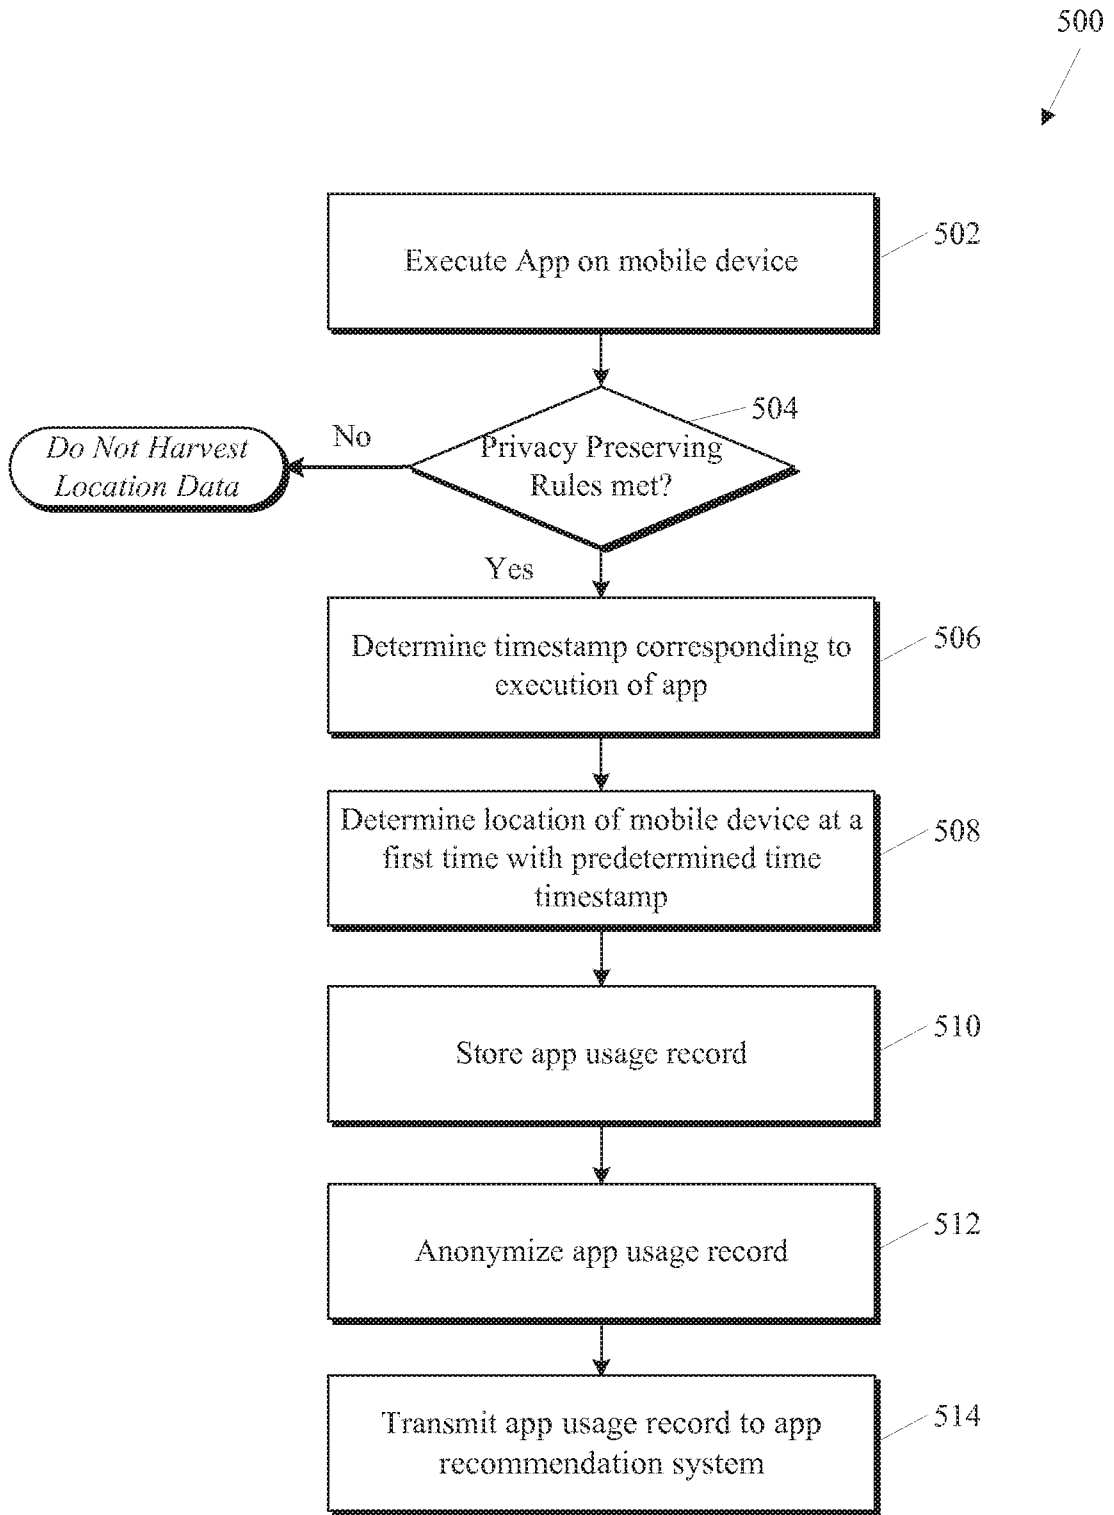 500
Execute App on mobile device
502
504
Privacy Preserving
Rules met?
No
Do Not Harvest
Location Data
Yes
Determine timestamp corresponding to
execution of app
506
Determine location of mobile device at a
first time with predetermined time
timestamp
508
Store app usage record
510
Anonymize app usage record
512
Transmit app usage record to app
recommendation system
514